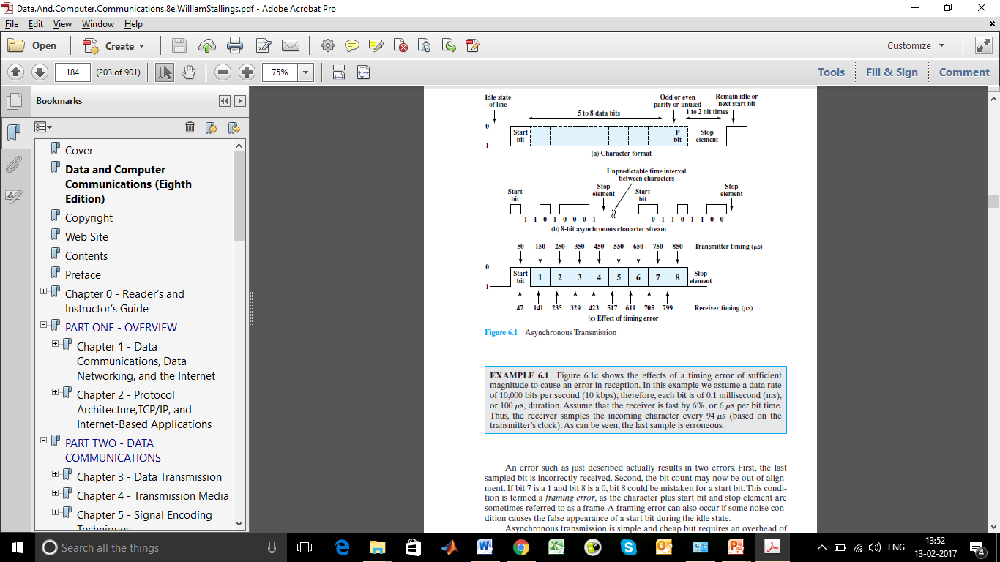 Data.And.Computer.Communications.8e.WilliamStallings.pdf - Adobe Acrobat Pro
File Edit View Window Help
Open Create Customize
184 (203 of 901) 75% Tools Fill & Sign Comment
Bookmarks
Cover
Data and Computer
Communications (Eighth
Edition)
Copyright
Web Site
Contents
Preface
Chapter 0 - Reader's and
Instructor's Guide
PART ONE - OVERVIEW
Chapter 1 - Data
Communications, Data
Networking, and the Internet
Chapter 2 - Protocol
Architecture,TCP/IP, and
Internet-Based Applications
PART TWO - DATA
COMMUNICATIONS
Chapter 3 - Data Transmission
Chapter 4 - Transmission Media
Chapter 5 - Signal Encoding
Techniques
Idle state
of line
Odd or even
parity or unused
Remain idle or
next start bit
5 to 8 data bits
1 to 2 bit times
0
1
Start
bit
P
bit
Stop
element
(a) Character format
Unpredictable time interval
between characters
Start
bit
Stop
element
Start
bit
Stop
element
1 1 0 1 0 0 0 1 0 1 1 0 1 1 0 0
(b) 8-bit asynchronous character stream
50 150 250 350 450 550 650 750 850 Transmitter timing (μs)
0
1
Start
bit
1 2 3 4 5 6 7 8
Stop
element
47 141 235 329 423 517 611 705 799 Receiver timing (μs)
(c) Effect of timing error
Figure 6.1 Asynchronous Transmission
EXAMPLE 6.1 Figure 6.1c shows the effects of a timing error of sufficient
magnitude to cause an error in reception. In this example we assume a data rate
of 10,000 bits per second (10 kbps); therefore, each bit is of 0.1 millisecond (ms),
or 100 μs, duration. Assume that the receiver is fast by 6%, or 6 μs per bit time.
Thus, the receiver samples the incoming character every 94 μs (based on the
transmitter's clock). As can be seen, the last sample is erroneous.
An error such as just described actually results in two errors. First, the last
sampled bit is incorrectly received. Second, the bit count may now be out of align-
ment. If bit 7 is a 1 and bit 8 is a 0, bit 8 could be mistaken for a start bit. This condi-
tion is termed a framing error, as the character plus start bit and stop element are
sometimes referred to as a frame. A framing error can also occur if some noise con-
dition causes the false appearance of a start bit during the idle state.
Asynchronous transmission is simple and cheap but requires an overhead of
Search all the things
ENG
13:52
13-02-2017
4